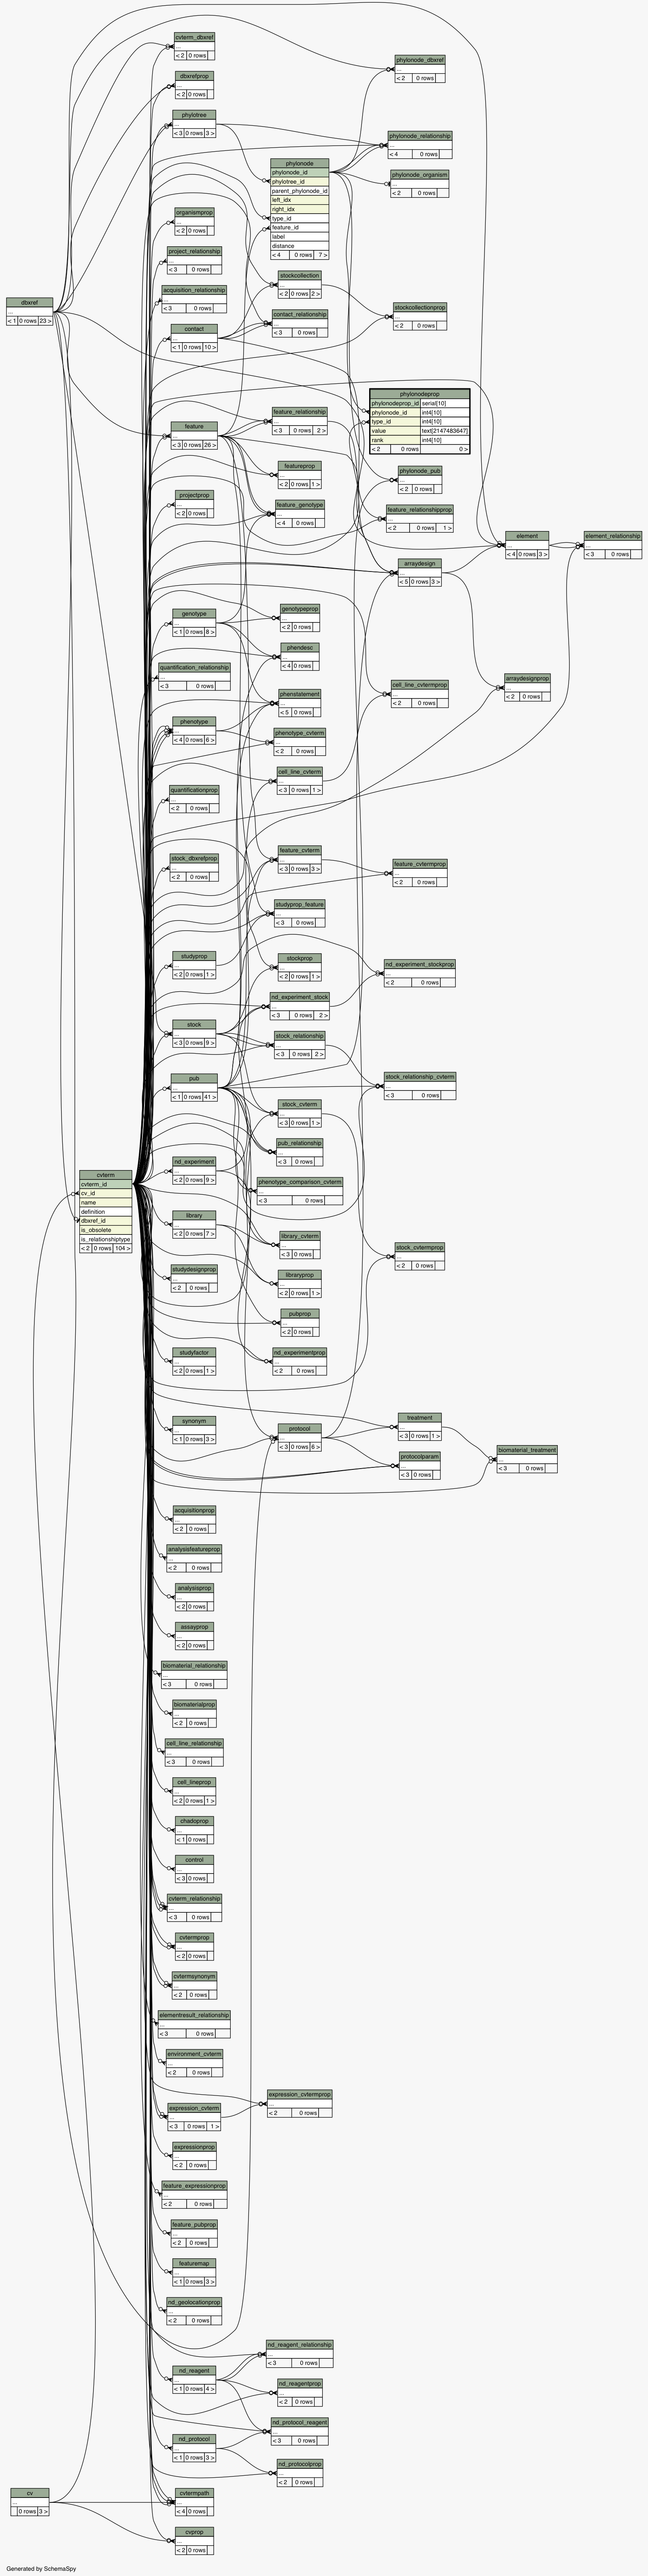 cvterm_dbxref
...
< 2 0 rows
dbxrefprop
...
< 2 0 rows
phylonode_dbxref
...
< 2 0 rows
phylotree
...
< 3 0 rows 3 >
phylonode_relationship
...
< 4 0 rows
phylonode
phylonode_id
phylotree_id
parent_phylonode_id
left_idx
right_idx
type_id
feature_id
label
distance
< 4 0 rows 7 >
phylonode_organism
...
< 2 0 rows
organismprop
...
< 2 0 rows
project_relationship
...
< 3 0 rows
stockcollection
...
< 2 0 rows 2 >
acquisition_relationship
...
< 3 0 rows
dbxref
...
< 1 0 rows 23 >
stockcollectionprop
...
< 2 0 rows
contact_relationship
...
< 3 0 rows
contact
...
< 1 0 rows 10 >
phylonodeprop
phylonodeprop_id serial[10]
phylonode_id int4[10]
type_id int4[10]
value text[2147483647]
rank int4[10]
< 2 0 rows 0 >
feature_relationship
...
< 3 0 rows 2 >
feature
...
< 3 0 rows 26 >
featureprop
...
< 2 0 rows 1 >
phylonode_pub
...
< 2 0 rows
projectprop
...
< 2 0 rows
feature_genotype
...
< 4 0 rows
feature_relationshipprop
...
< 2 0 rows 1 >
element
...
< 4 0 rows 3 >
element_relationship
...
< 3 0 rows
arraydesign
...
< 5 0 rows 3 >
genotypeprop
...
< 2 0 rows
genotype
...
< 1 0 rows 8 >
phendesc
...
< 4 0 rows
quantification_relationship
...
< 3 0 rows
arraydesignprop
...
< 2 0 rows
cell_line_cvtermprop
...
< 2 0 rows
phenstatement
...
< 5 0 rows
phenotype
...
< 4 0 rows 6 >
phenotype_cvterm
...
< 2 0 rows
cell_line_cvterm
...
< 3 0 rows 1 >
quantificationprop
...
< 2 0 rows
feature_cvterm
...
< 3 0 rows 3 >
stock_dbxrefprop
...
< 2 0 rows
feature_cvtermprop
...
< 2 0 rows
studyprop_feature
...
< 3 0 rows
studyprop
...
< 2 0 rows 1 >
stockprop
...
< 2 0 rows 1 >
nd_experiment_stockprop
...
< 2 0 rows
nd_experiment_stock
...
< 3 0 rows 2 >
stock
...
< 3 0 rows 9 >
stock_relationship
...
< 3 0 rows 2 >
pub
...
< 1 0 rows 41 >
stock_relationship_cvterm
...
< 3 0 rows
stock_cvterm
...
< 3 0 rows 1 >
pub_relationship
...
< 3 0 rows
nd_experiment
...
< 2 0 rows 9 >
cvterm
cvterm_id
cv_id
name
definition
dbxref_id
is_obsolete
is_relationshiptype
< 2 0 rows 104 >
phenotype_comparison_cvterm
...
< 3 0 rows
library
...
< 2 0 rows 7 >
library_cvterm
...
< 3 0 rows
stock_cvtermprop
...
< 2 0 rows
studydesignprop
...
< 2 0 rows
libraryprop
...
< 2 0 rows 1 >
pubprop
...
< 2 0 rows
studyfactor
...
< 2 0 rows 1 >
nd_experimentprop
...
< 2 0 rows
synonym
...
< 1 0 rows 3 >
protocol
...
< 3 0 rows 6 >
treatment
...
< 3 0 rows 1 >
biomaterial_treatment
...
< 3 0 rows
protocolparam
...
< 3 0 rows
acquisitionprop
...
< 2 0 rows
analysisfeatureprop
...
< 2 0 rows
analysisprop
...
< 2 0 rows
assayprop
...
< 2 0 rows
biomaterial_relationship
...
< 3 0 rows
biomaterialprop
...
< 2 0 rows
cell_line_relationship
...
< 3 0 rows
cell_lineprop
...
< 2 0 rows 1 >
chadoprop
...
< 1 0 rows
control
...
< 3 0 rows
cvterm_relationship
...
< 3 0 rows
cvtermprop
...
< 2 0 rows
cvtermsynonym
...
< 2 0 rows
elementresult_relationship
...
< 3 0 rows
environment_cvterm
...
< 2 0 rows
expression_cvtermprop
...
< 2 0 rows
expression_cvterm
...
< 3 0 rows 1 >
expressionprop
...
< 2 0 rows
feature_expressionprop
...
< 2 0 rows
feature_pubprop
...
< 2 0 rows
featuremap
...
< 1 0 rows 3 >
nd_geolocationprop
...
< 2 0 rows
nd_reagent_relationship
...
< 3 0 rows
nd_reagent
...
< 1 0 rows 4 >
nd_reagentprop
...
< 2 0 rows
nd_protocol_reagent
...
< 3 0 rows
nd_protocol
...
< 1 0 rows 3 >
nd_protocolprop
...
< 2 0 rows
cv
...
0 rows 3 >
cvtermpath
...
< 4 0 rows
cvprop
...
< 2 0 rows
Generated by SchemaSpy